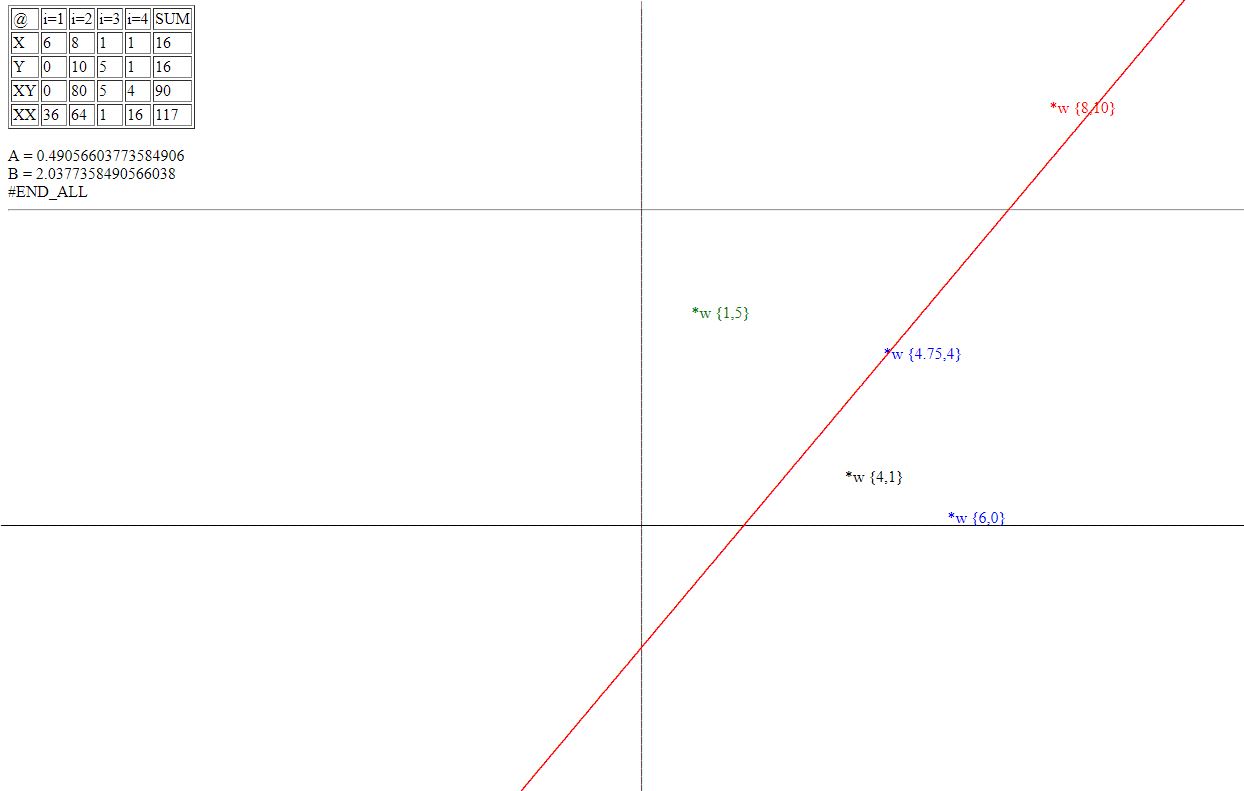 @ i=1 i=2 i=3 i=4 SUM
X 6 8 1 1 16
Y 0 10 5 1 16
XY 0 80 5 4 90
XX 36 64 1 16 117
A = 0.49056603773584906
B = 2.0377358490566038
#END_ALL
*w {8,10}
*w {1,5}
*w {4.75,4}
*w {4,1}
*w {6,0}